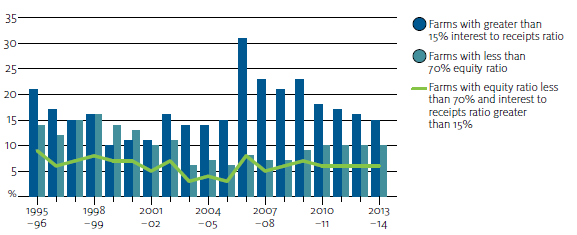 35
30
25
20
15
10
5
%
1995 1998 2001 2004 2007 2010 2013
–96 –99 –02 –05 –08 –11 –14
Farms with greater than
15% interest to receipts ratio
Farms with less than
70% equity ratio
Farms with equity ratio less
than 70% and interest to
receipts ratio greater
than 15%